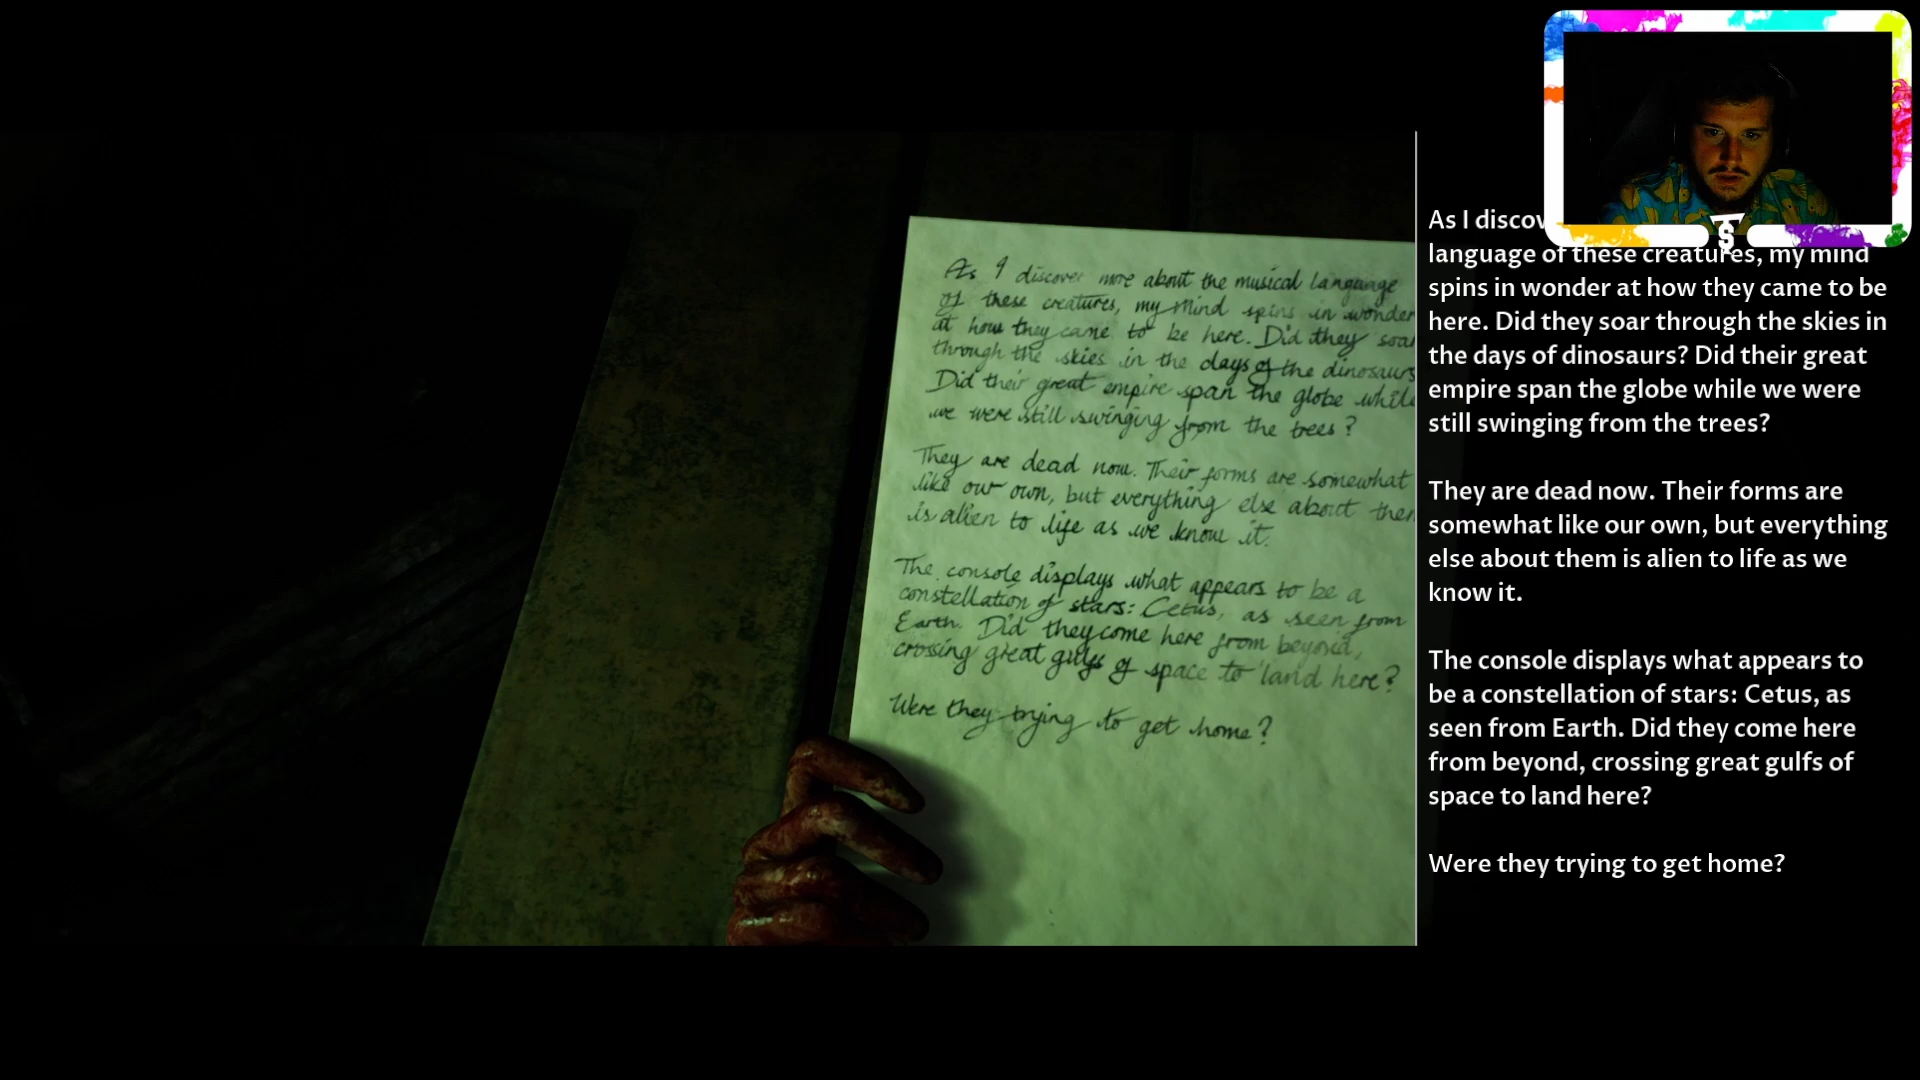 As I discover more about the musical language
of these creatures, my mind spins in wonder
at how they came to be here. Did they soar
through the skies in the days of the dinosaurs
Did their great empire span the globe while
we were still swinging from the trees?
They are dead now. Their forms are somewhat
like our own, but everything else about them
is alien to life as we know it.
The console displays what appears to be a
constellation of stars: Cetus, as seen from
Earth. Did they come here from beyond,
crossing great gulfs of space to land here?
Were they trying to get home?
As I discov
language of these creatures, my mind
spins in wonder at how they came to be
here. Did they soar through the skies in
the days of dinosaurs? Did their great
empire span the globe while we were
still swinging from the trees?
They are dead now. Their forms are
somewhat like our own, but everything
else about them is alien to life as we
know it.
The console displays what appears to
be a constellation of stars: Cetus, as
seen from Earth. Did they come here
from beyond, crossing great gulfs of
space to land here?
Were they trying to get home?